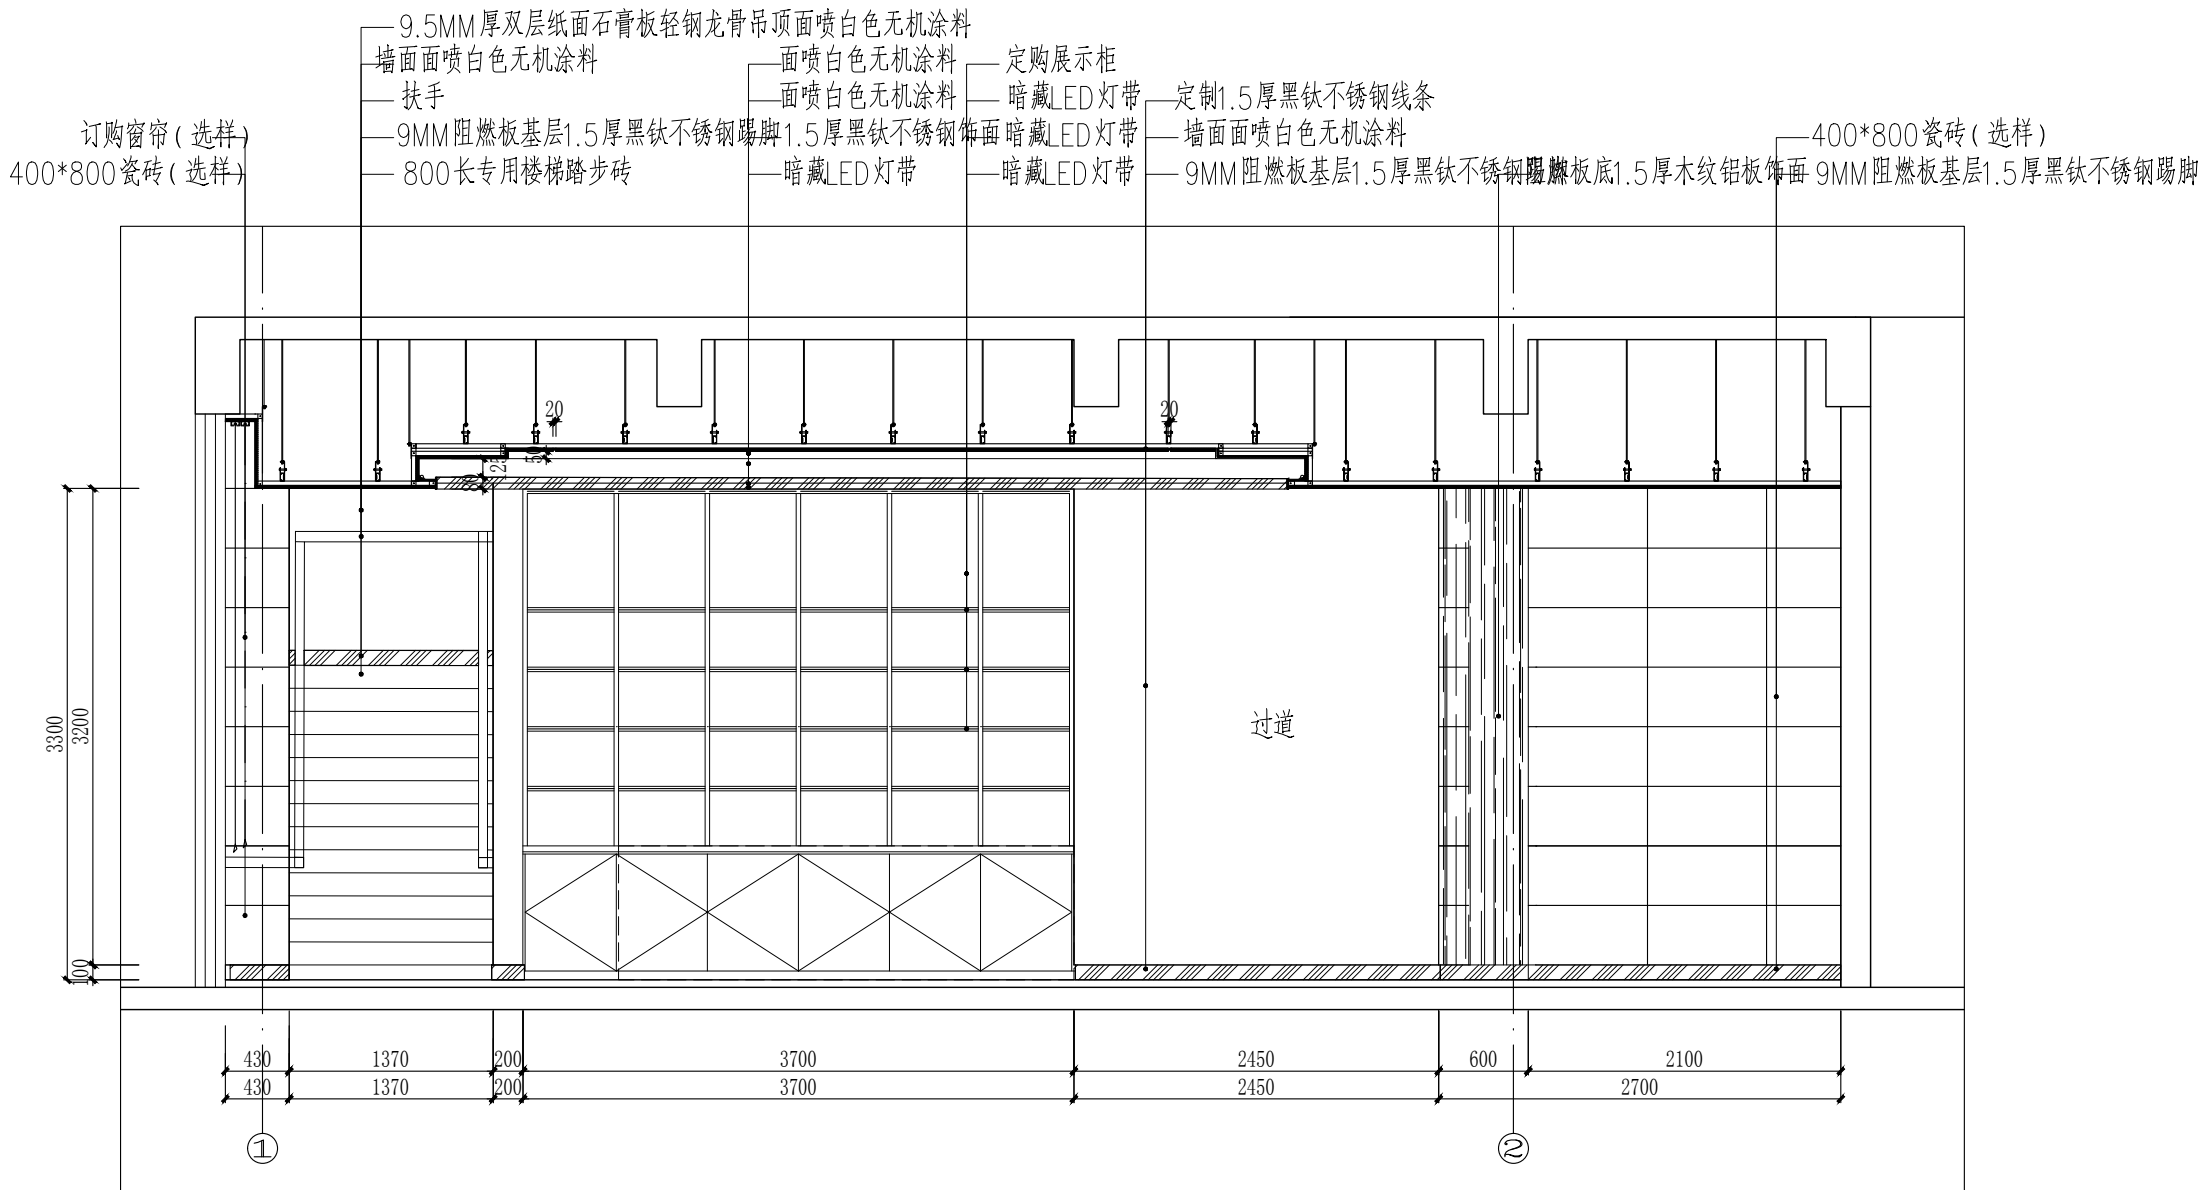 9.5MM厚双层纸面石膏板轻钢龙骨吊顶面喷白色无机涂料
墙面面喷白色无机涂料
面喷白色无机涂料
定购展示柜
扶手
面喷白色无机涂料
暗藏LED灯带
定制1.5厚黑钛不锈钢线条
订购窗帘(选样)
9MM阻燃板基层1.5厚黑钛不锈钢踢脚
1.5厚黑钛不锈钢饰面
暗藏LED灯带
墙面面喷白色无机涂料
400*800瓷砖(选样)
400*800瓷砖(选样)
800长专用楼梯踏步砖
暗藏LED灯带
暗藏LED灯带
9MM阻燃板基层1.5厚黑钛不锈钢踢脚
板底1.5厚木纹铝板饰面
9MM阻燃板基层1.5厚黑钛不锈钢踢脚
20
20
50
125
80
3300
3200
100
过道
430
1370
200
3700
2450
600
2100
430
1370
200
3700
2450
2700
1
2